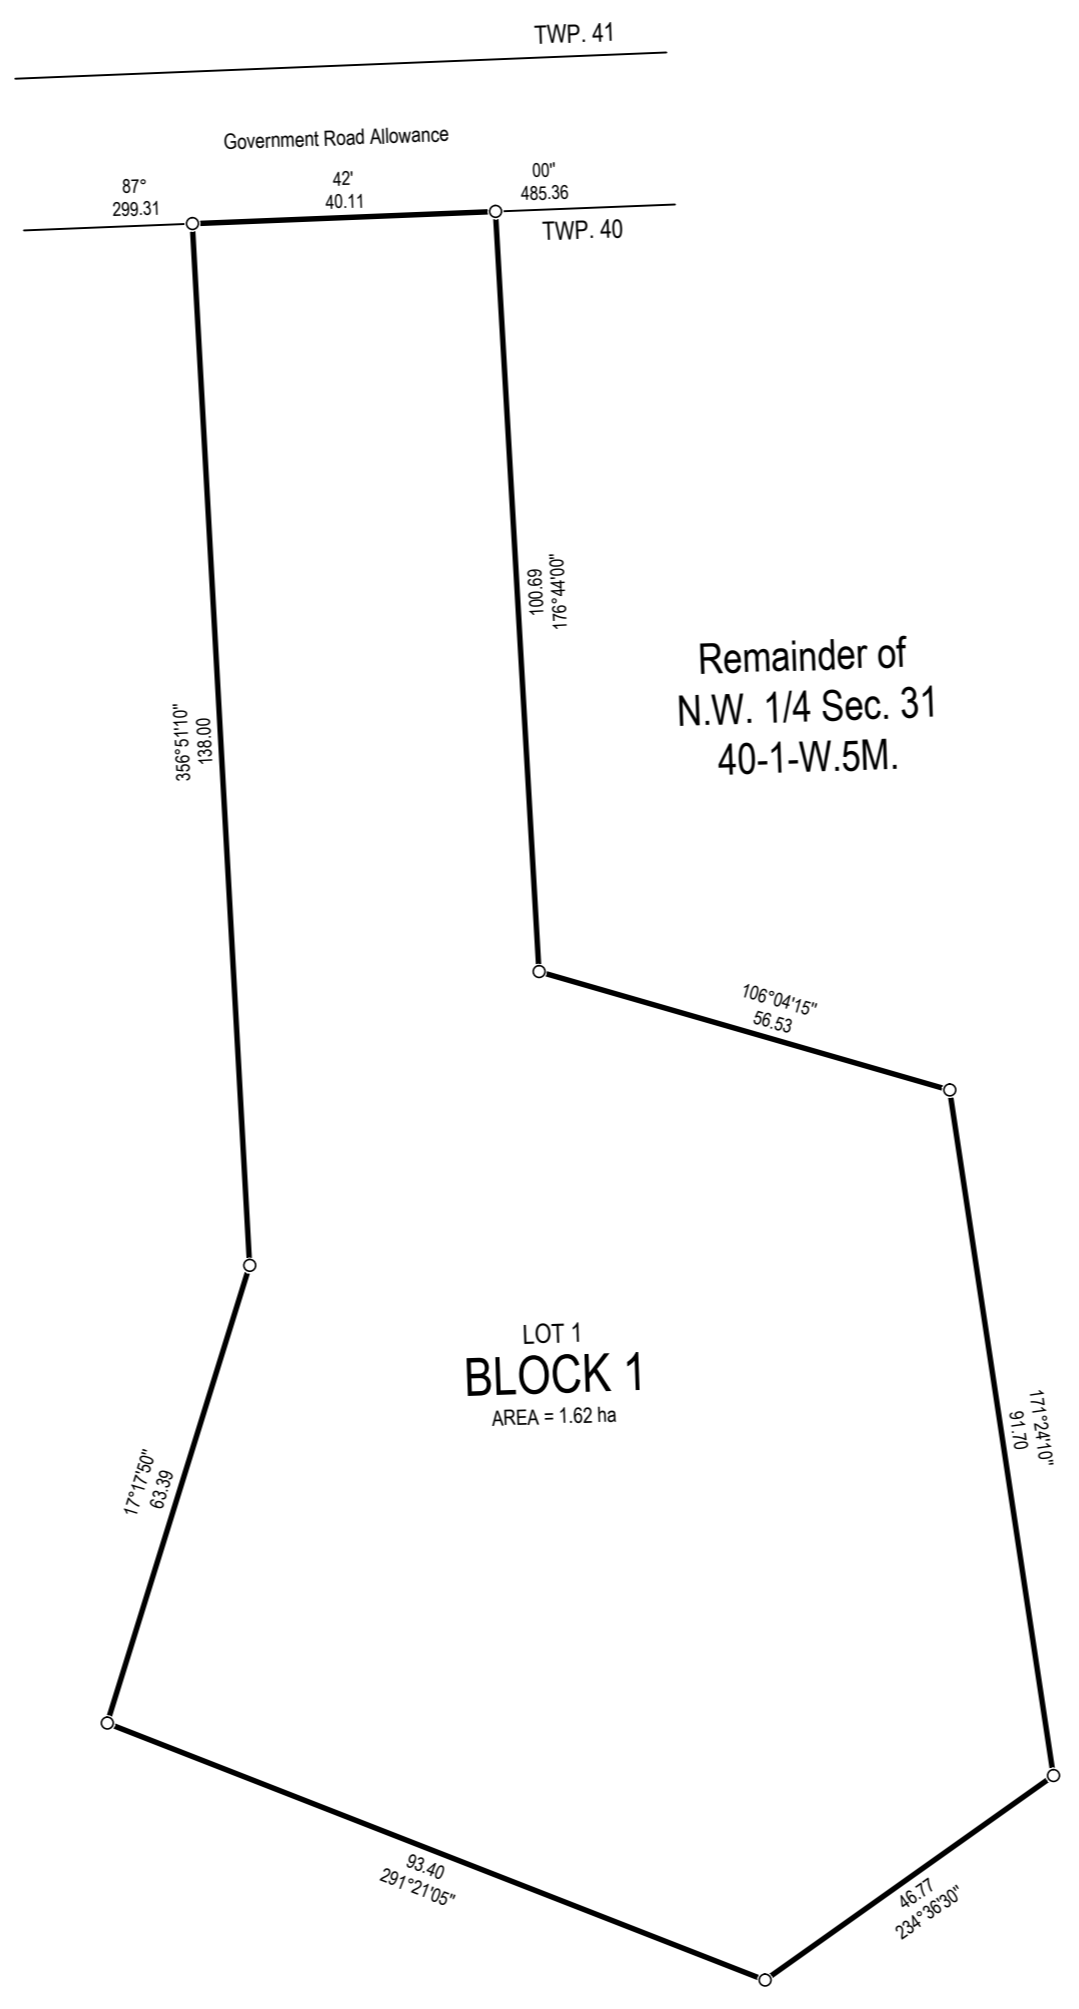 TWP. 41
Government Road Allowance
87° 42' 00"
299.31 40.11 485.36
TWP. 40
100.69
176°44'00"
Remainder of
N.W. 1/4 Sec. 31
40-1-W.5M.
356°51'10"
138.00
106°04'15"
56.53
LOT 1
BLOCK 1
AREA = 1.62 ha
171°24'10"
91.70
17°17'50"
63.39
93.40
291°21'05"
46.77
234°36'30"